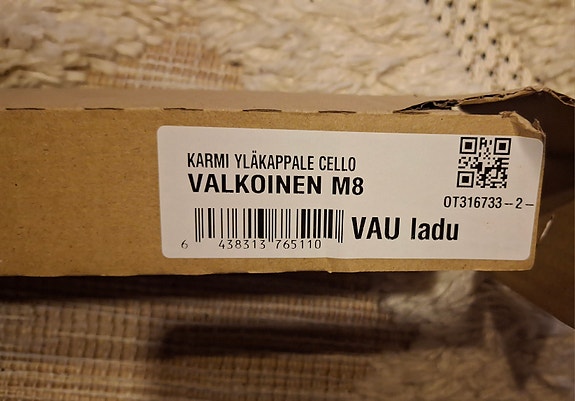 KARMI YLÄKAPPALE CELLO
VALKOINEN M8
OT316733--2-
6 438313 765110
VAU ladu